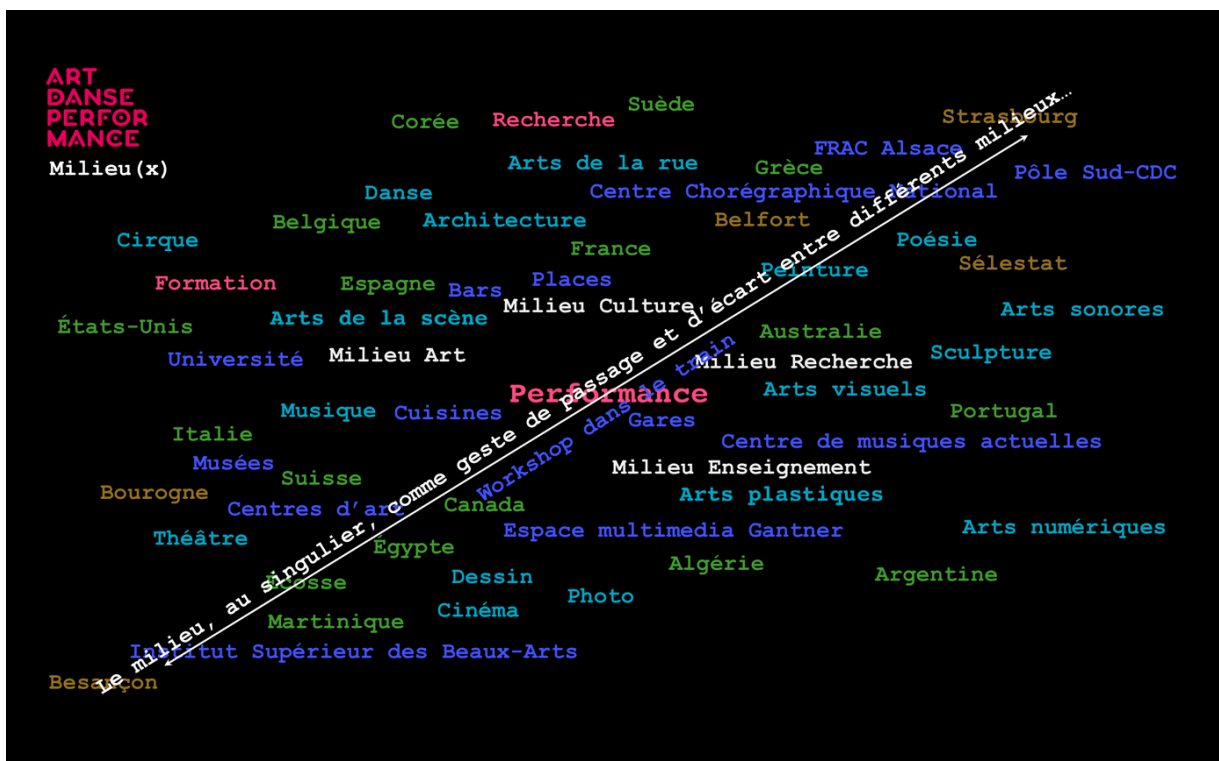 ART
DANSE
PERFOR
MANCE
Milieu(x)
Suède
Corée
Recherche
Strasbourg
FRAC Alsace
Arts de la rue
Grèce
Pôle Sud-CDC
Danse
Centre Chorégraphique National
Belgique
Architecture
Belfort
Cirque
France
Poésie
Peinture
Sélestat
Formation
Espagne
Bars
Places
Milieu Culture
Arts sonores
États-Unis
Arts de la scène
Australie
Université
Milieu Art
Milieu Recherche
Sculpture
Performance
Arts visuels
Musique
Cuisines
Gares
Portugal
Italie
Centre de musiques actuelles
Musées
Milieu Enseignement
Suisse
Workshop dans le train
Bourogne
Centres d’art
Canada
Arts plastiques
Théâtre
Espace multimedia Gantner
Arts numériques
Égypte
Algérie
Argentine
Écosse
Dessin
Photo
Cinéma
Martinique
Institut Supérieur des Beaux-Arts
Besançon
Le milieu, au singulier, comme geste de passage et d’écart entre différents milieux…